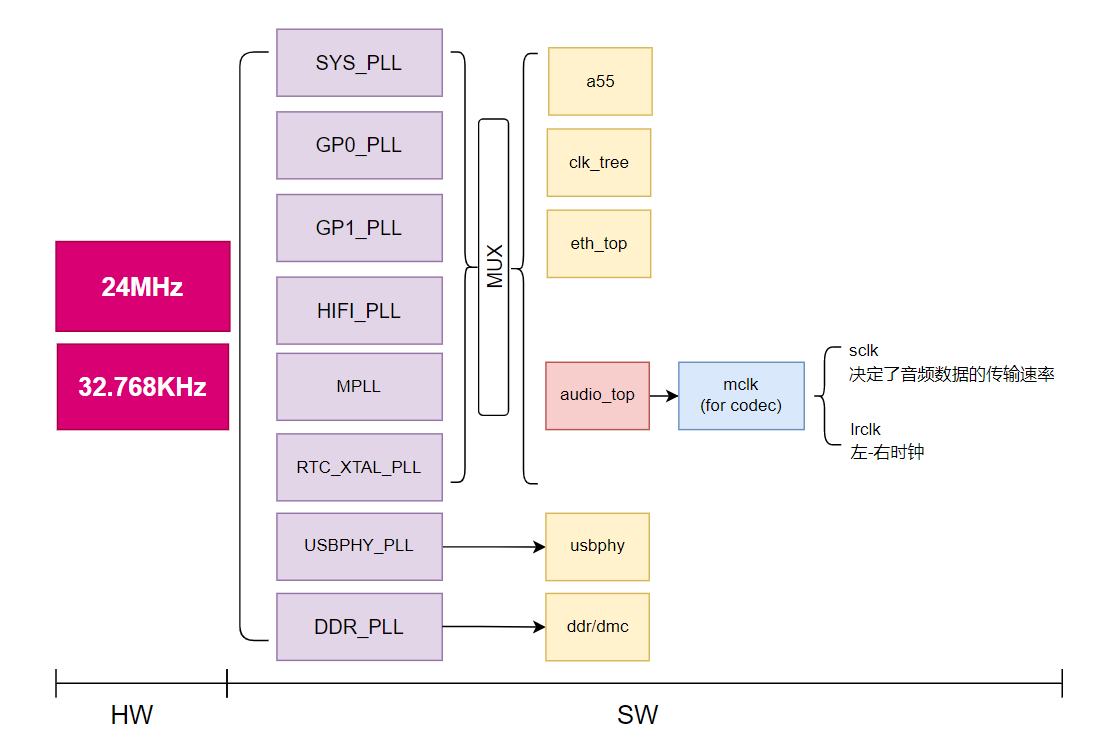 24MHz
32.768KHz
SYS_PLL
GP0_PLL
GP1_PLL
HIFI_PLL
MPLL
RTC_XTAL_PLL
USBPHY_PLL
DDR_PLL
MUX
a55
clk_tree
eth_top
audio_top
mclk
(for codec)
sclk
决定了音频数据的传输速率
lrclk
左-右时钟
usbphy
ddr/dmc
HW
SW